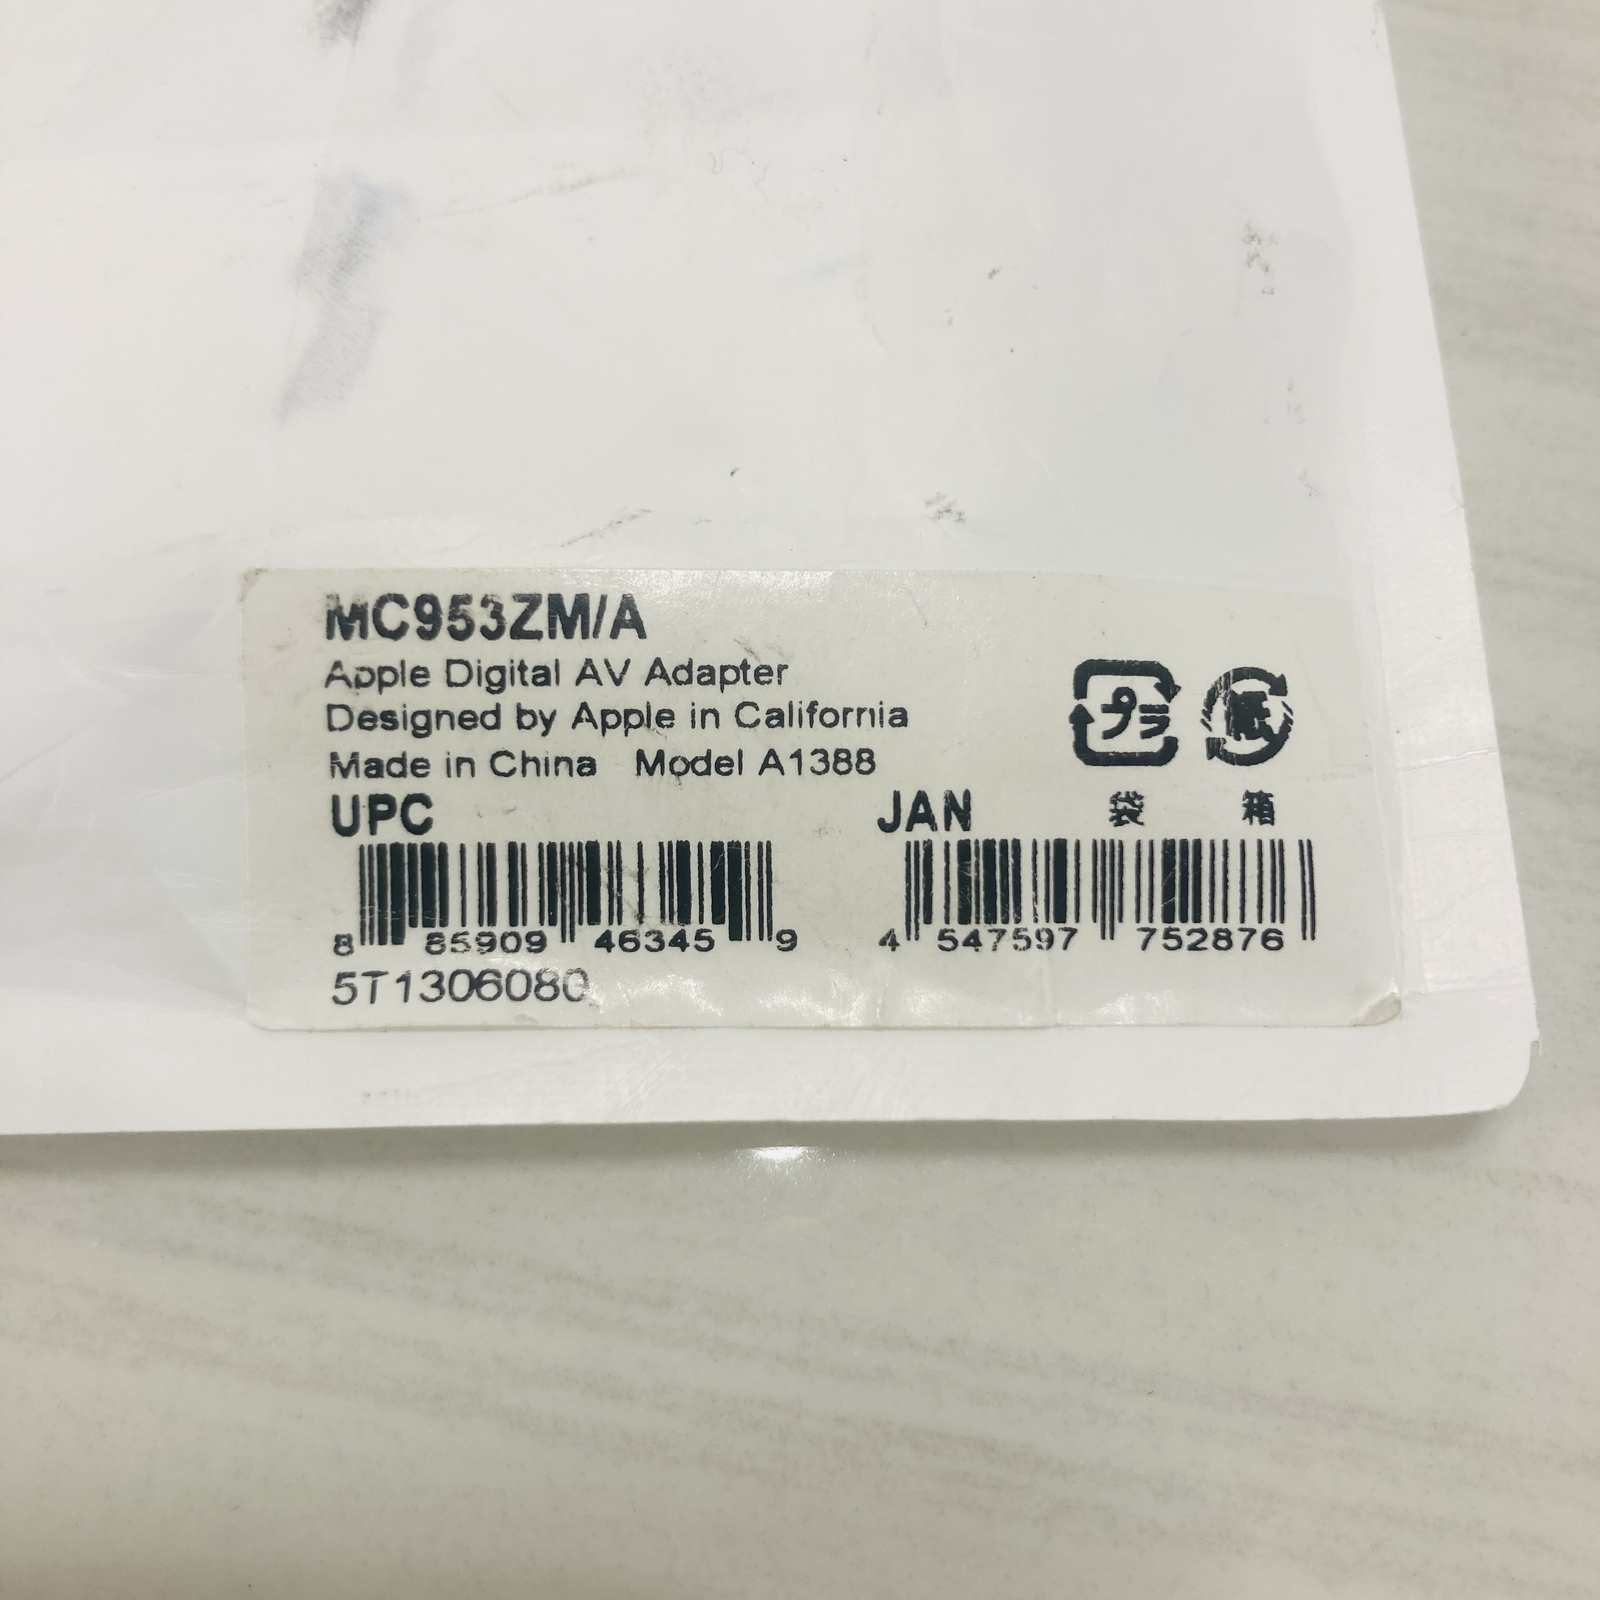 MC953ZM/A
Apple Digital AV Adapter
Designed by Apple in California
Made in China Model A1388
プラ 紙
UPC JAN 袋 箱
8 85909 46345 9 4 547597 752876
5T1306080